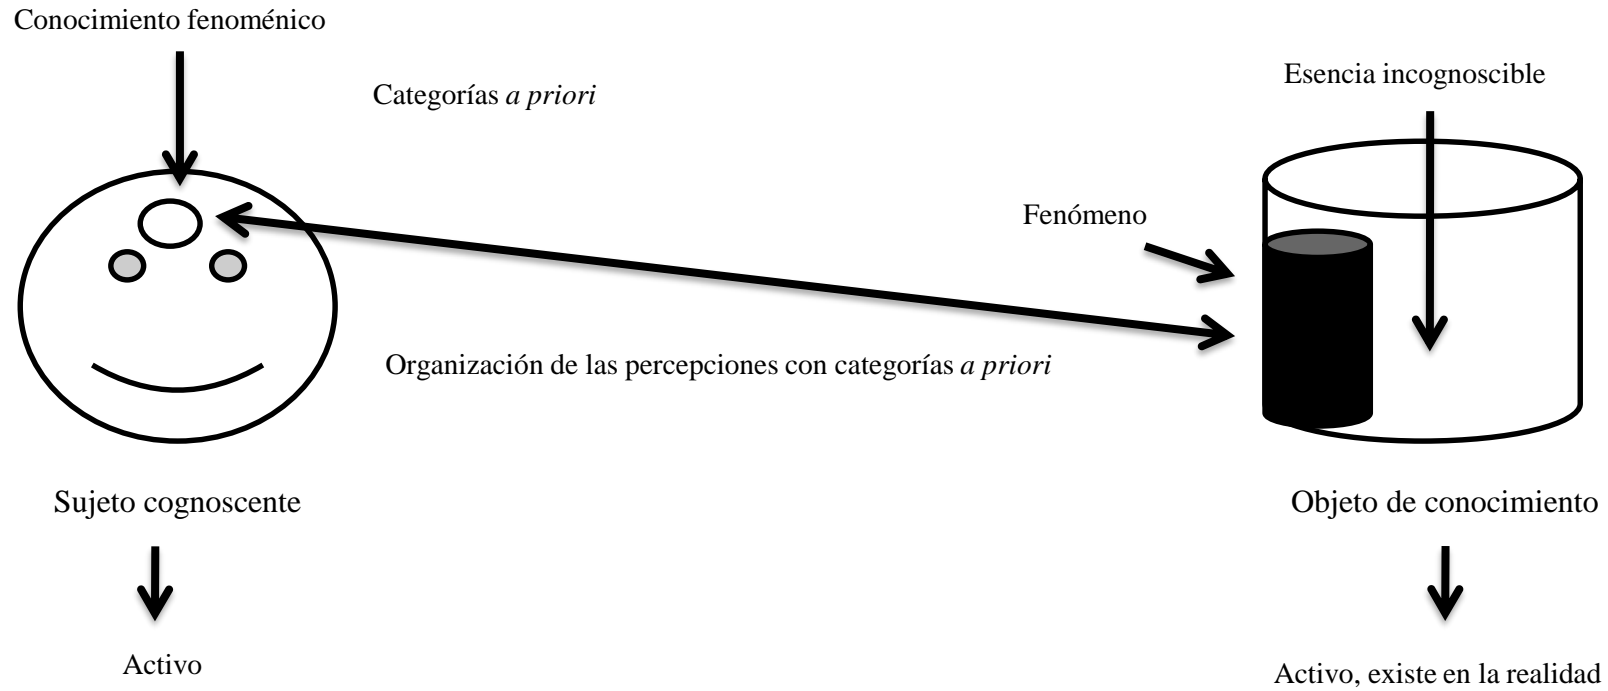 Conocimiento fenoménico
Esencia incognoscible
Categorías a priori
Fenómeno
Organización de las percepciones con categorías a priori
Sujeto cognoscente
Objeto de conocimiento
Activo
Activo, existe en la realidad